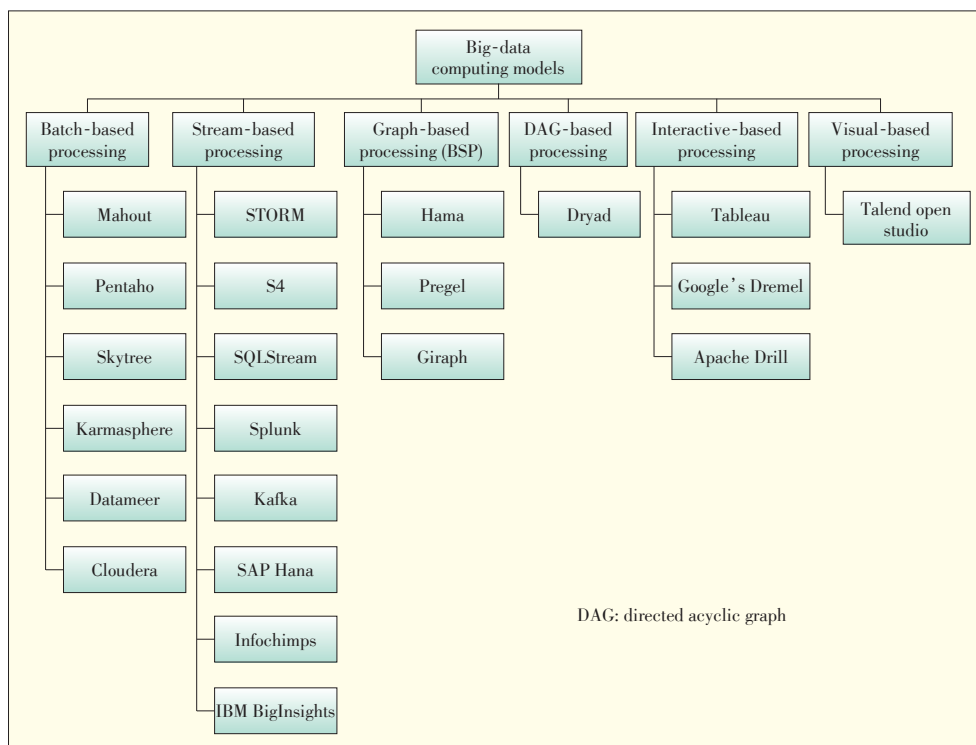 Big-data
computing models
Batch-based
processing
Stream-based
processing
Graph-based
processing (BSP)
DAG-based
processing
Interactive-based
processing
Visual-based
processing
Mahout
Pentaho
Skytree
Karmasphere
Datameer
Cloudera
STORM
S4
SQLStream
Splunk
Kafka
SAP Hana
Infochimps
IBM BigInsights
Hama
Pregel
Giraph
Dryad
Tableau
Google’s Dremel
Apache Drill
Talend open
studio
DAG: directed acyclic graph